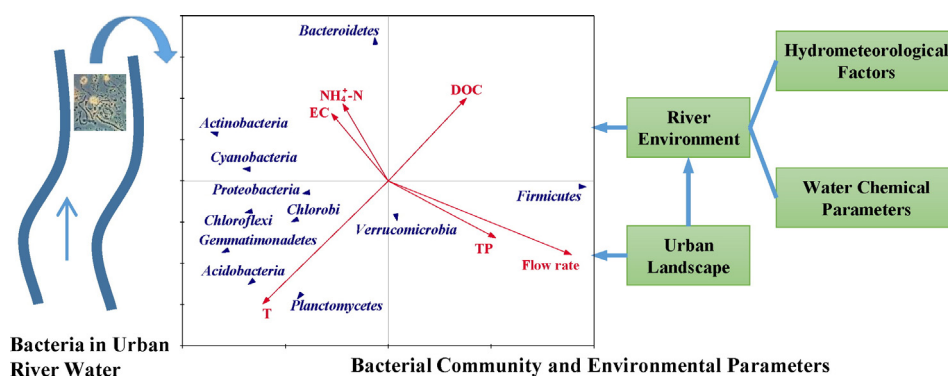 Bacteroidetes
NH₄⁺-N
EC
DOC
Actinobacteria
Cyanobacteria
Proteobacteria
Firmicutes
Chloroflexi
Chlorobi
Verrucomicrobia
Gemmatimonadetes
TP
Flow rate
Acidobacteria
T
Planctomycetes
Hydrometeorological
Factors
River
Environment
Water Chemical
Parameters
Urban
Landscape
Bacteria in Urban
River Water
Bacterial Community and Environmental Parameters